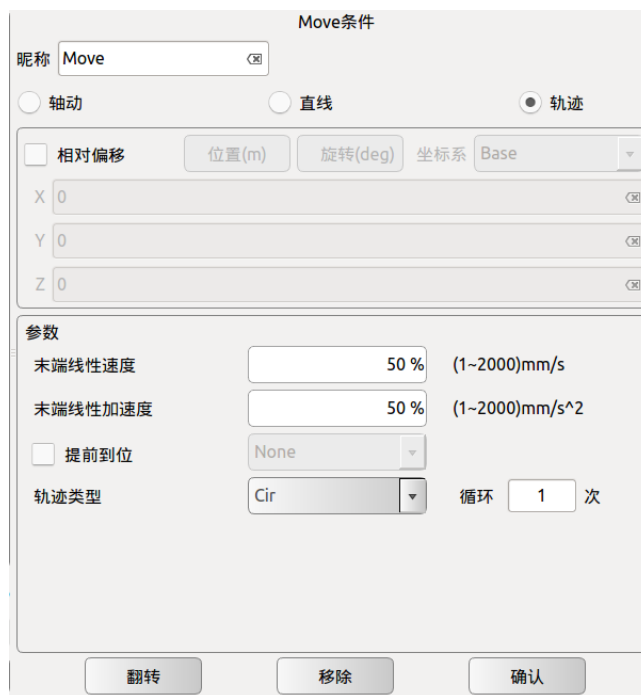 Move条件
昵称 Move
轴动 直线 轨迹
相对偏移 位置(m) 旋转(deg) 坐标系 Base
X 0
Y 0
Z 0
参数
末端线性速度 50 % (1~2000)mm/s
末端线性加速度 50 % (1~2000)mm/s^2
提前到位 None
轨迹类型 Cir 循环 1 次
翻转 移除 确认